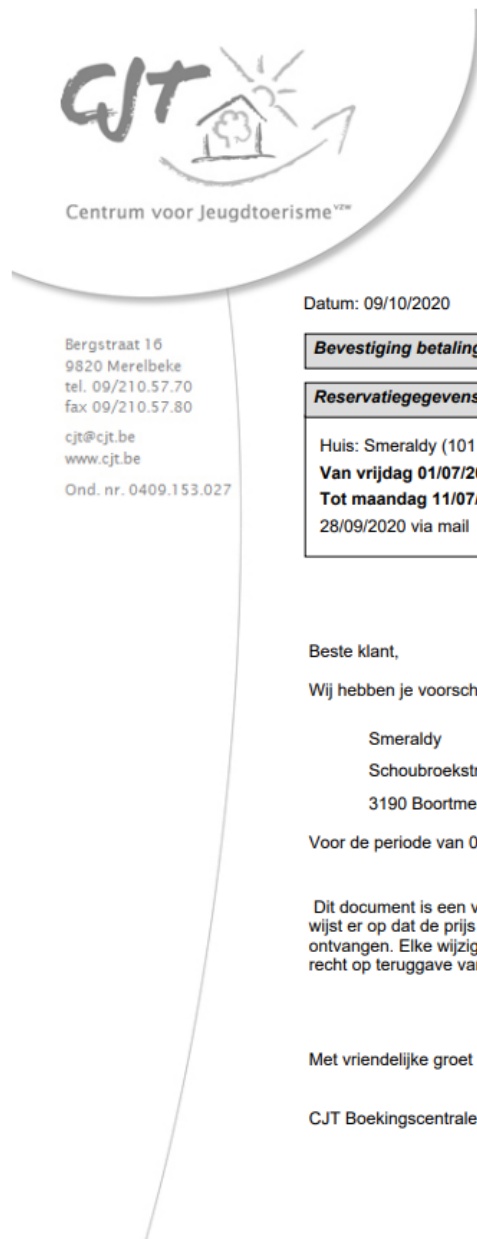 CJT
Centrum voor Jeugdtoerisme vzw
Bergstraat 16
9820 Merelbeke
tel. 09/210.57.70
fax 09/210.57.80
cjt@cjt.be
www.cjt.be
Ond. nr. 0409.153.027
Datum: 09/10/2020
Bevestiging betaling
Reservatiegegevens
Huis: Smeraldy (101
Van vrijdag 01/07/20
Tot maandag 11/07/
28/09/2020 via mail
Beste klant,
Wij hebben je voorsch
Smeraldy
Schoubroekstr
3190 Boortme
Voor de periode van 0
Dit document is een v
wijst er op dat de prijs
ontvangen. Elke wijzig
recht op teruggave va
Met vriendelijke groet
CJT Boekingscentrale